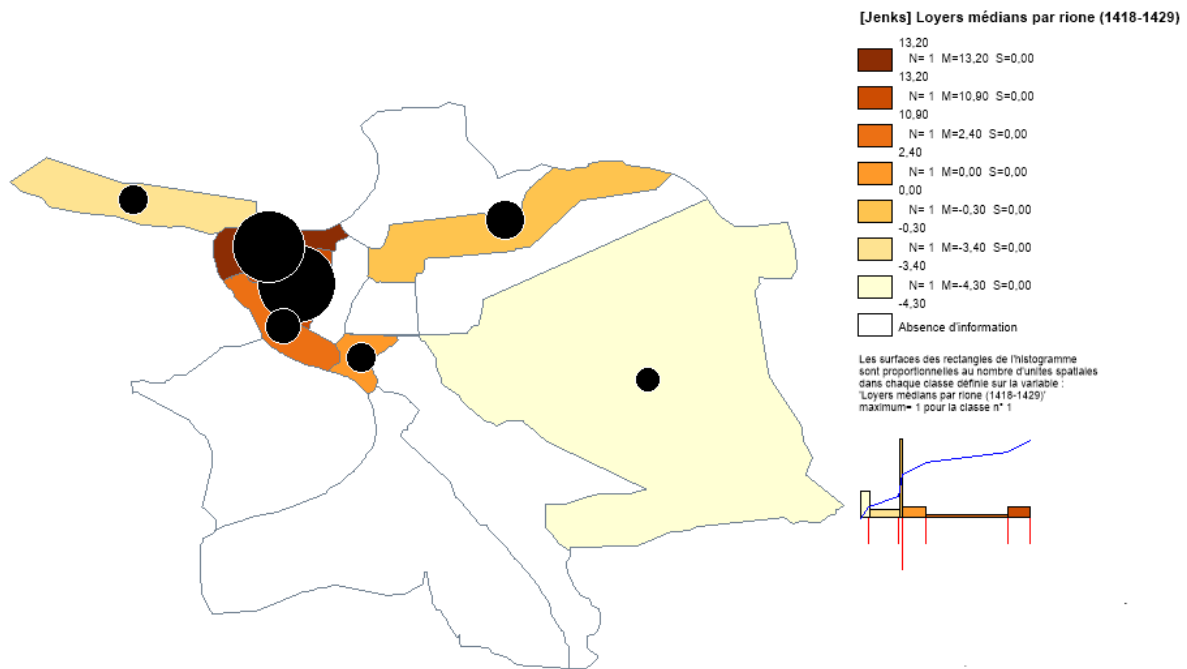 [Jenks] Loyers médians par rione (1418-1429)
13,20
N= 1 M=13,20 S=0,00
13,20
N= 1 M=10,90 S=0,00
10,90
N= 1 M=2,40 S=0,00
2,40
N= 1 M=0,00 S=0,00
0,00
N= 1 M=-0,30 S=0,00
-0,30
N= 1 M=-3,40 S=0,00
-3,40
N= 1 M=-4,30 S=0,00
-4,30
Absence d'information
Les surfaces des rectangles de l'histogramme
sont proportionnelles au nombre d'unites spatiales
dans chaque classe définie sur la variable :
'Loyers médians par rione (1418-1429)'
maximum= 1 pour la classe n° 1